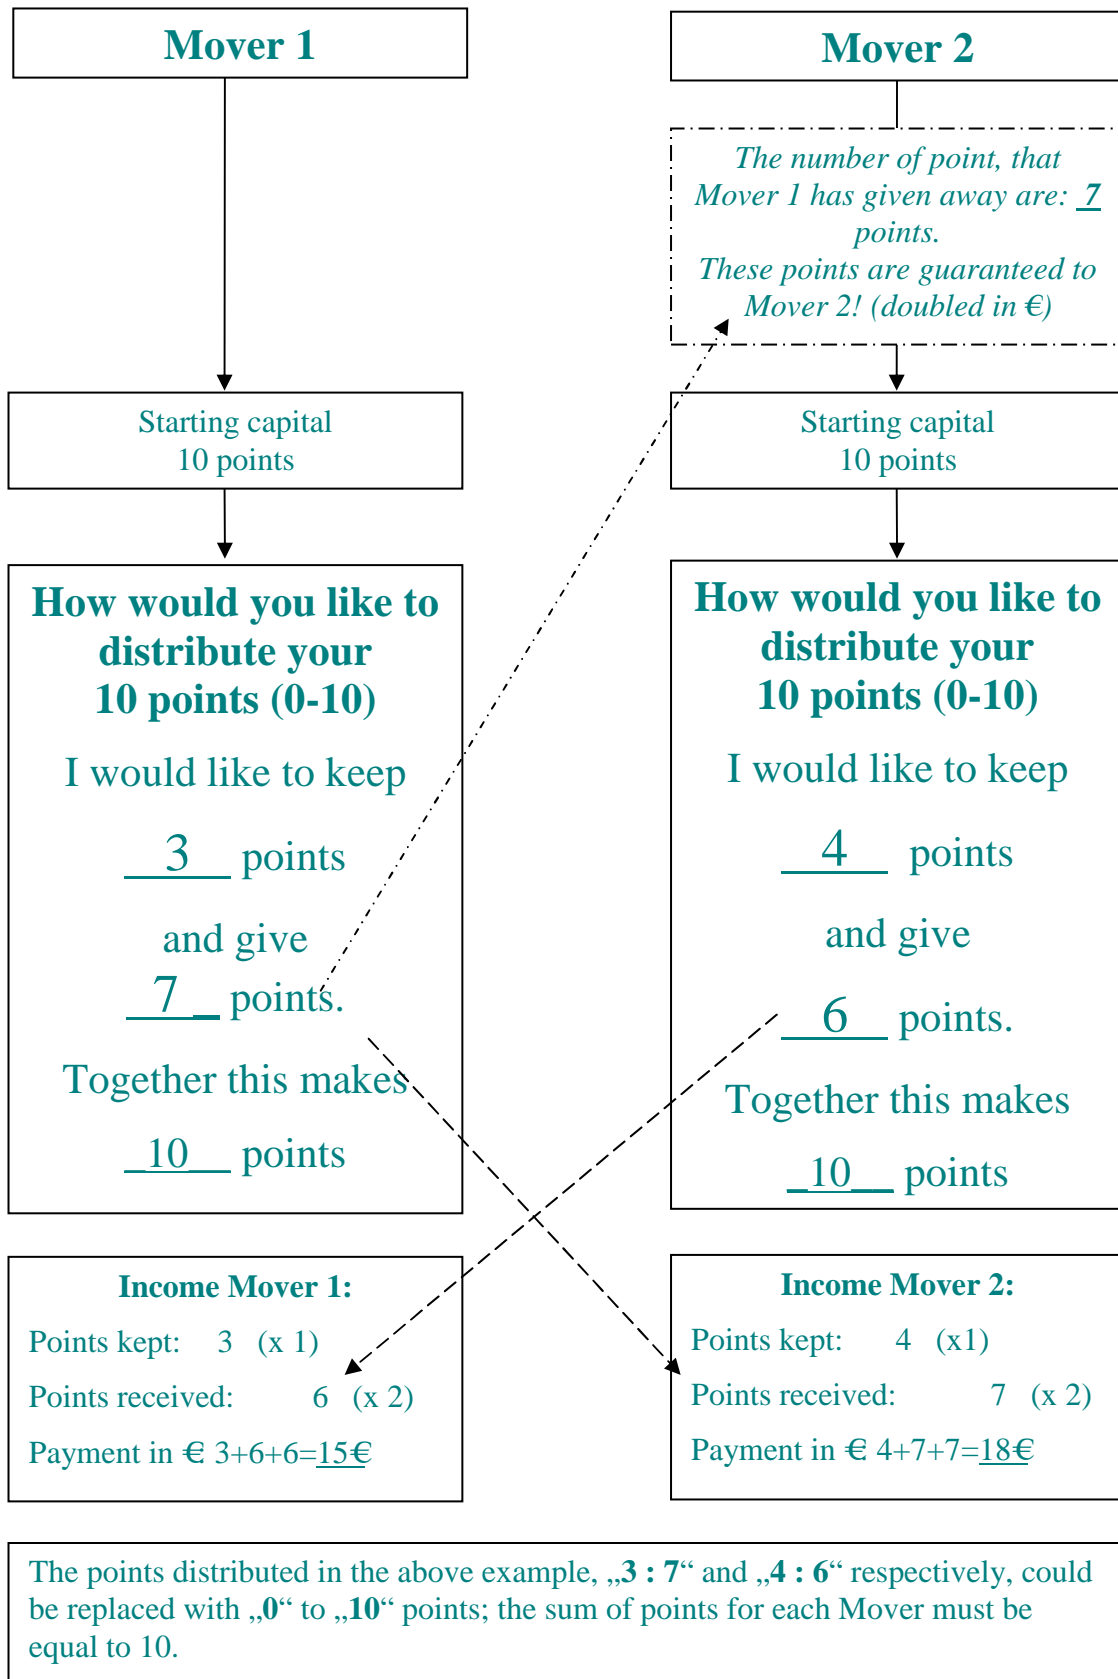 Mover 1
Starting capital
10 points
How would you like to
distribute your
10 points (0-10)
I would like to keep
3 points
and give
7 _ points.
Together this makes
_10__ points
Income Mover 1:
Points kept: 3 (x 1)
Points received: 6 (x 2)
Payment in € 3+6+6=15€
Mover 2
The number of point, that
Mover 1 has given away are: 7
points.
These points are guaranteed to
Mover 2! (doubled in €)
Starting capital
10 points
How would you like to
distribute your
10 points (0-10)
I would like to keep
4 points
and give
6 points.
Together this makes
_10__ points
Income Mover 2:
Points kept: 4 (x1)
Points received: 7 (x 2)
Payment in € 4+7+7=18€
The points distributed in the above example, „3 : 7“ and „4 : 6“ respectively, could
be replaced with „0“ to „10“ points; the sum of points for each Mover must be
equal to 10.